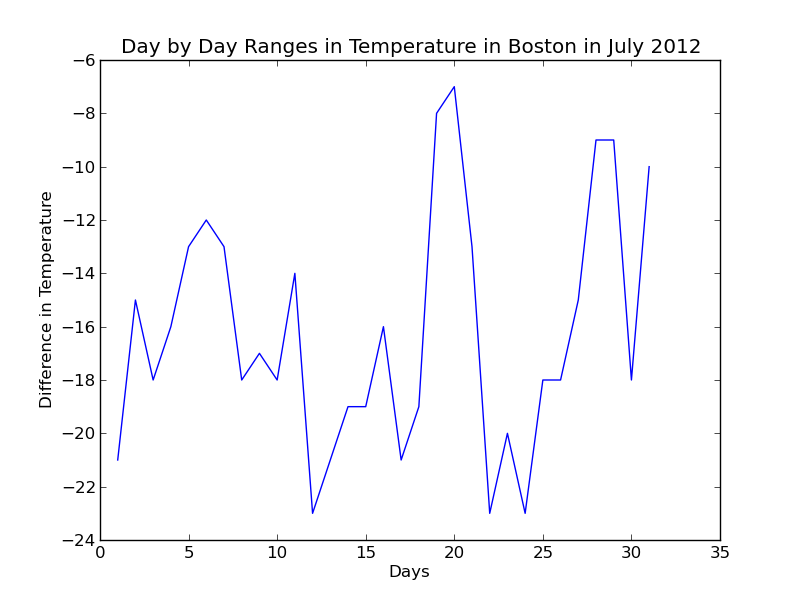 Day by Day Ranges in Temperature in Boston in July 2012
−6
−8
−10
−12
−14
−16
−18
−20
−22
−24
Difference in Temperature
0 5 10 15 20 25 30 35
Days